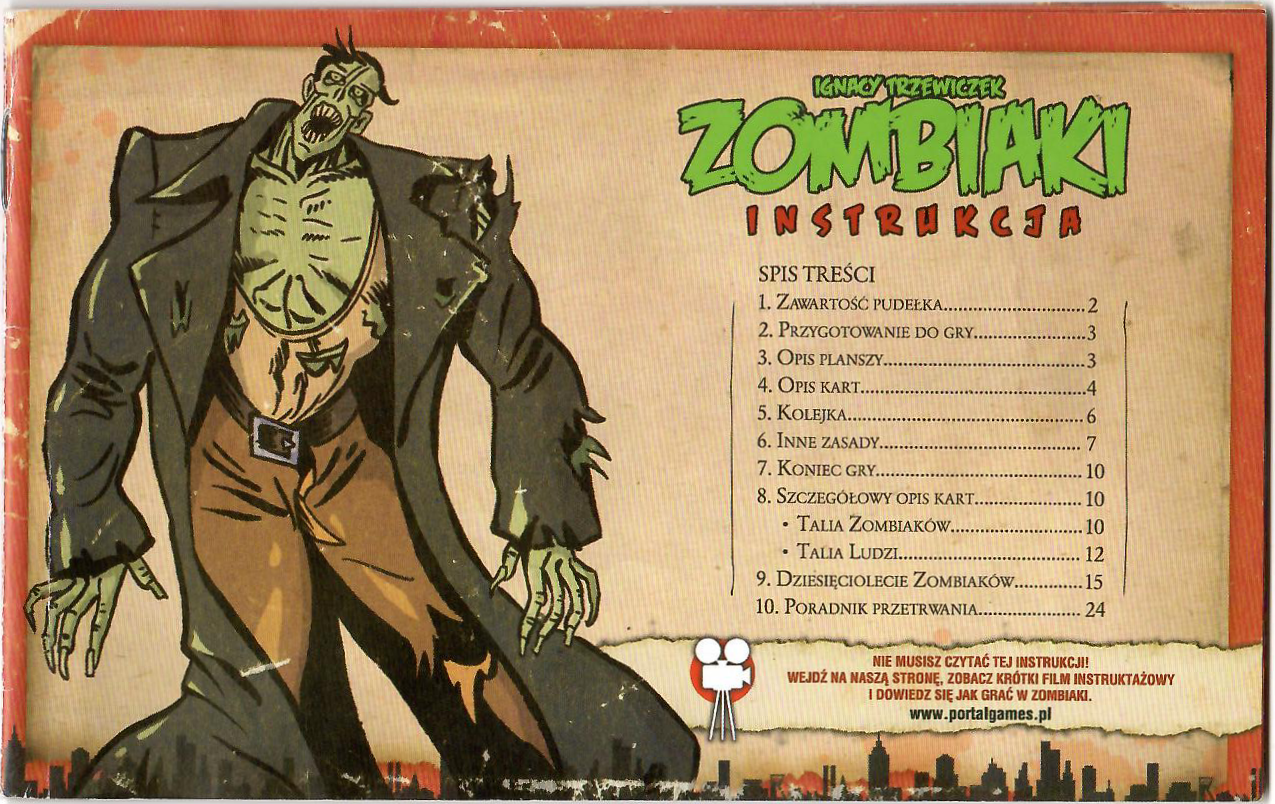 IGNACY TRZEWICZEK
ZOMBIAKI
INSTRUKCJA
SPIS TREŚCI
1. ZAWARTOŚĆ PUDEŁKA..............................2
2. PRZYGOTOWANIE DO GRY........................3
3. OPIS PLANSZY...........................................3
4. OPIS KART................................................4
5. KOLEJKA..................................................6
6. INNE ZASADY............................................7
7. KONIEC GRY...........................................10
8. SZCZEGÓŁOWY OPIS KART.......................10
• TALIA ZOMBIAKÓW...........................10
• TALIA LUDZI.....................................12
9. DZIESIĘCIOLECIE ZOMBIAKÓW..............15
10. PORADNIK PRZETRWANIA.....................24
NIE MUSISZ CZYTAĆ TEJ INSTRUKCJI!
WEJDŹ NA NASZĄ STRONĘ, ZOBACZ KRÓTKI FILM INSTRUKTAŻOWY
I DOWIEDZ SIĘ JAK GRAĆ W ZOMBIAKI.
www.portalgames.pl